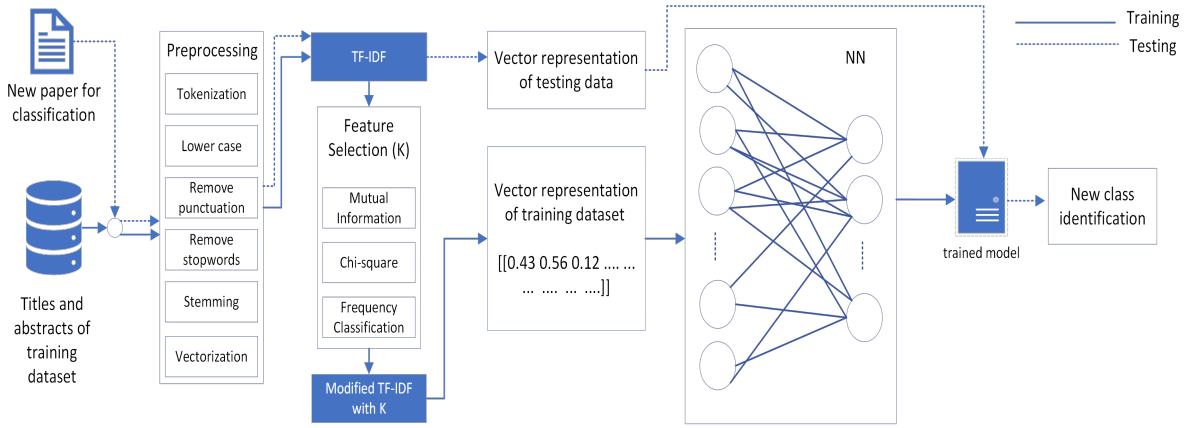 New paper for
classification
Titles and
abstracts of
training
dataset
Preprocessing
Tokenization
Lower case
Remove
punctuation
Remove
stopwords
Stemming
Vectorization
TF-IDF
Feature
Selection (K)
Mutual
Information
Chi-square
Frequency
Classification
Modified TF-IDF
with K
Vector representation
of testing data
Vector representation
of training dataset
[[0.43 0.56 0.12 .... ...
... .... ... ....]]
NN
trained model
New class
identification
Training
Testing